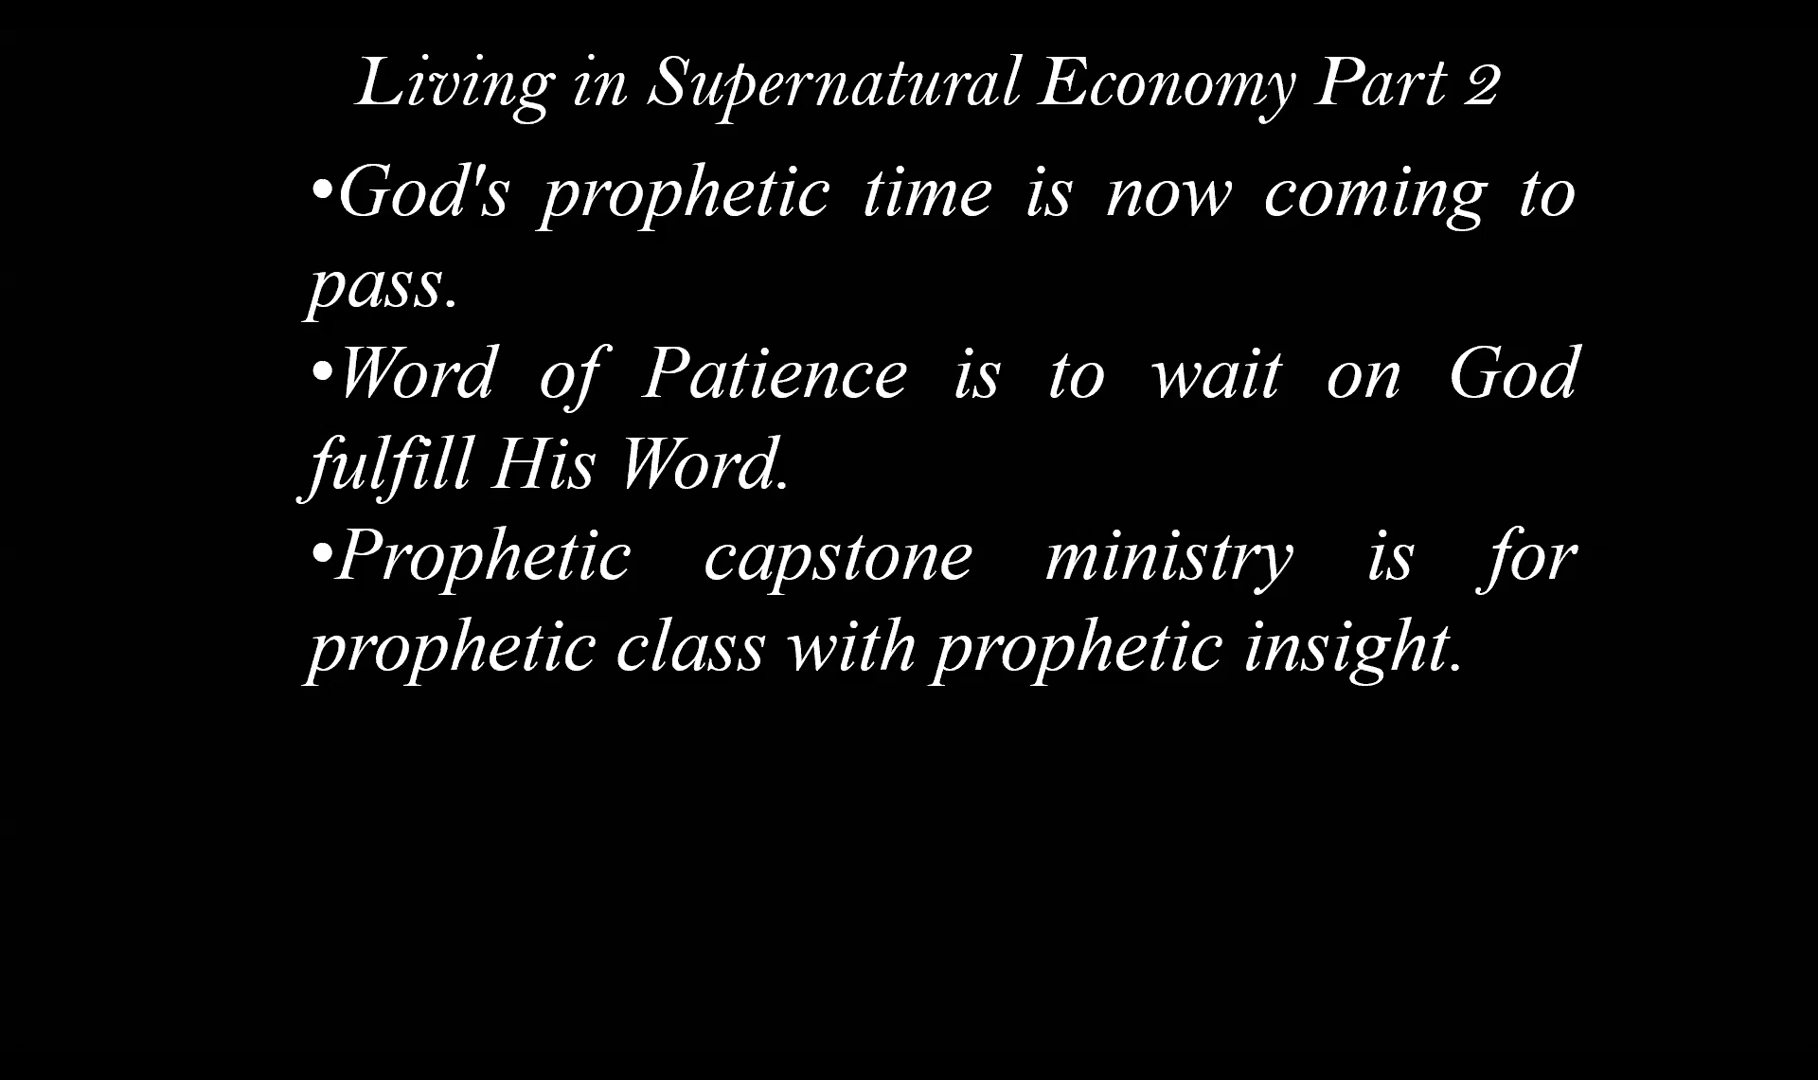 Living in Supernatural Economy Part 2
•God's prophetic time is now coming to
pass.
•Word of Patience is to wait on God
fulfill His Word.
•Prophetic capstone ministry is for
prophetic class with prophetic insight.